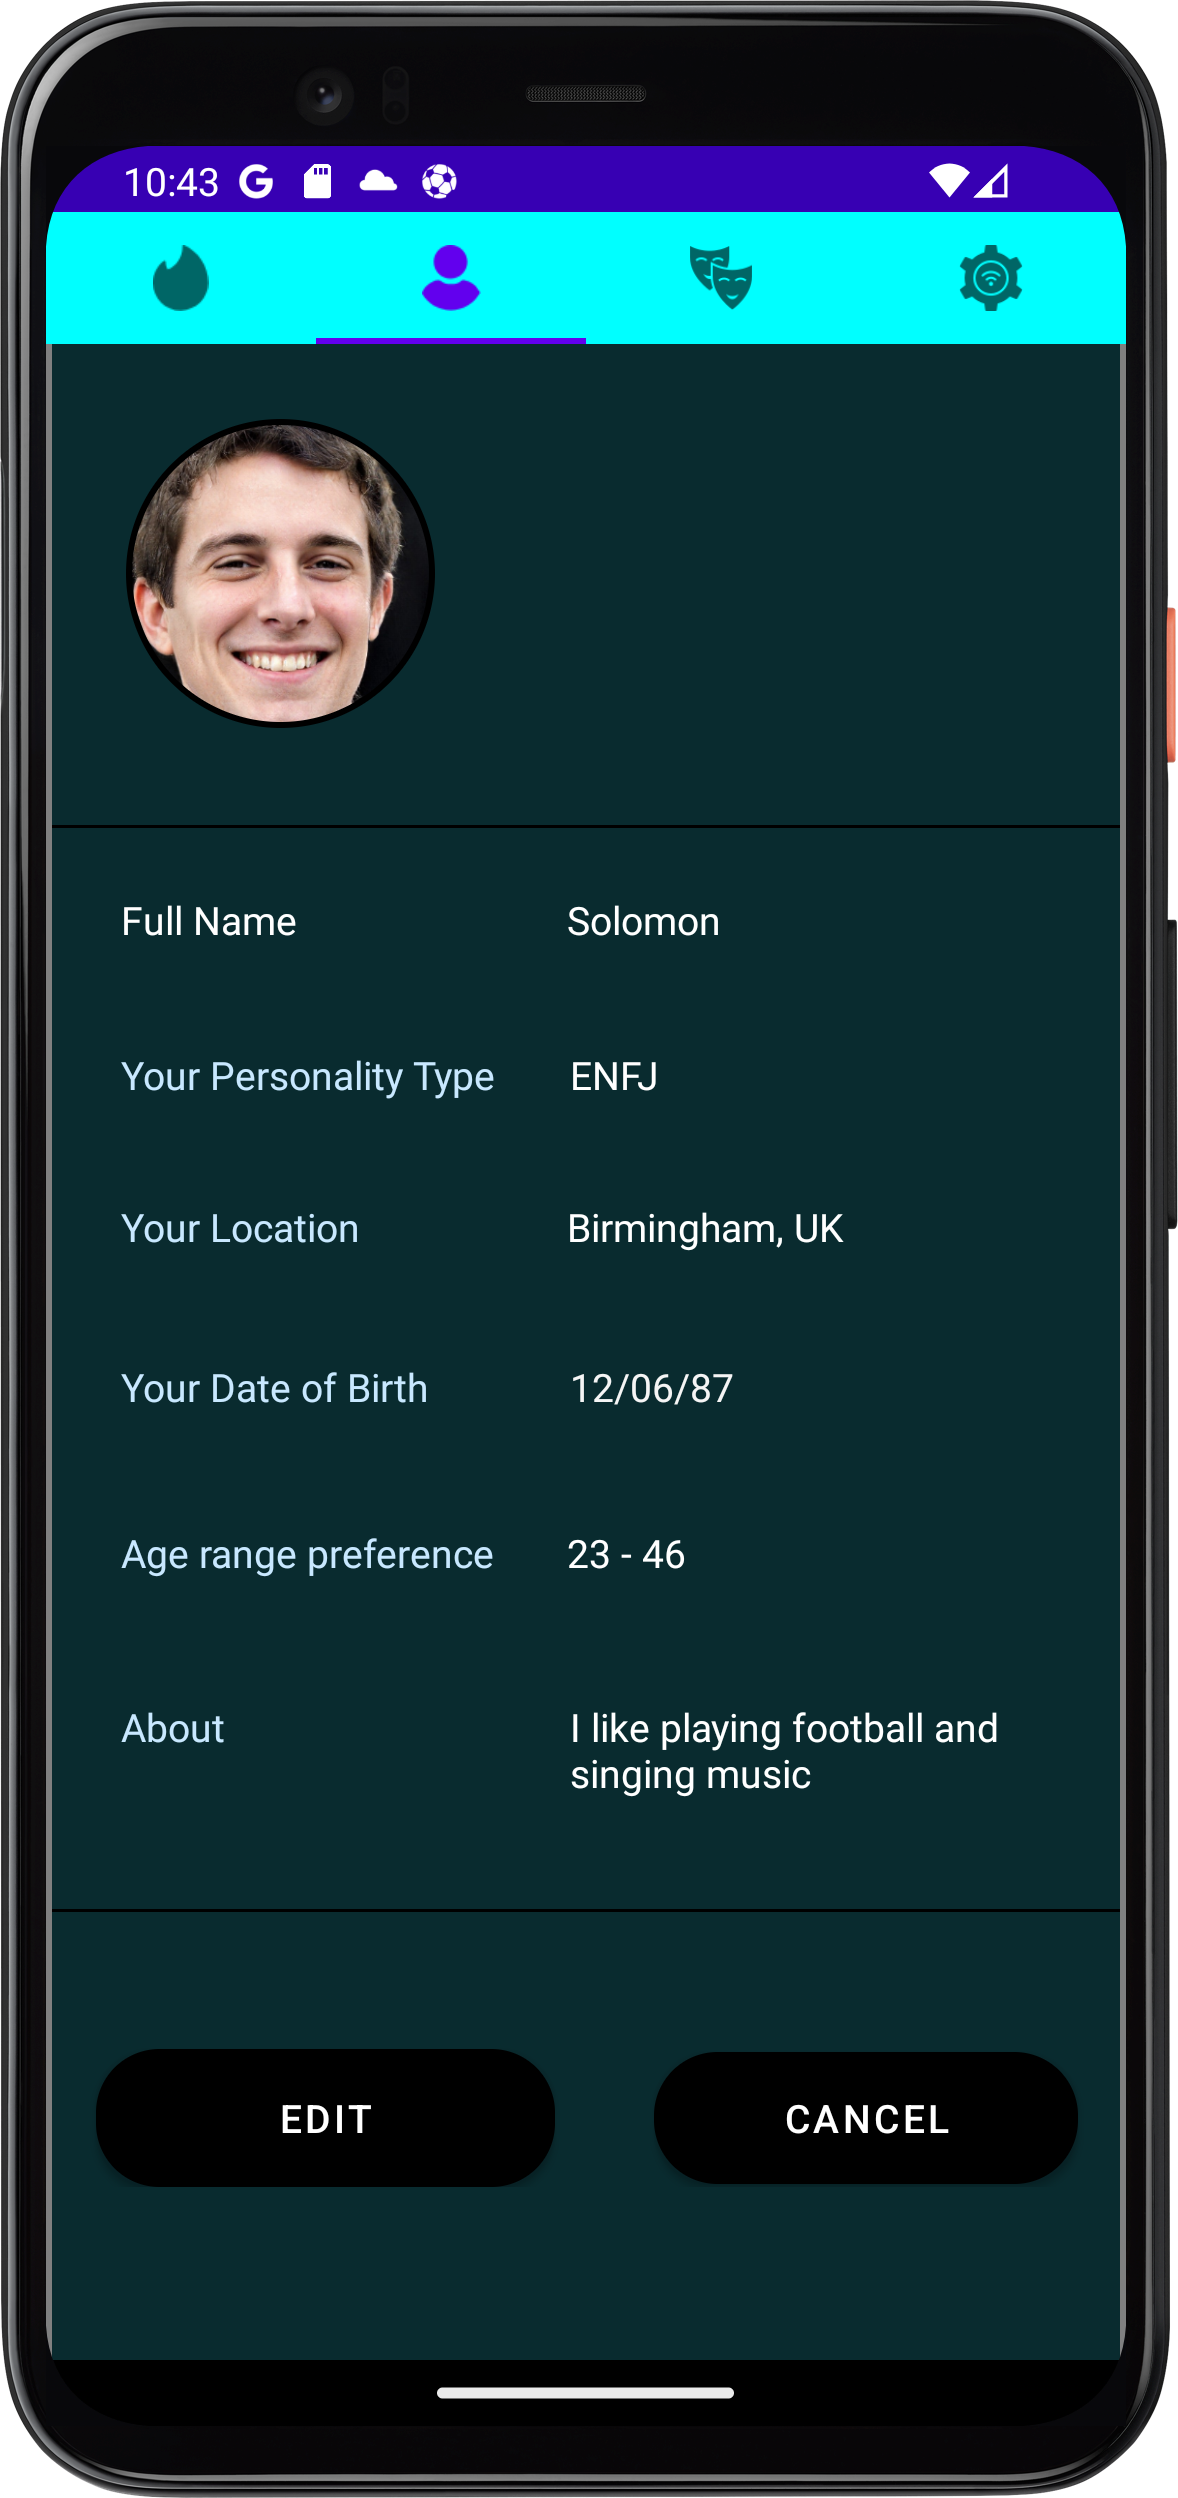 10:43
Full Name
Solomon
Your Personality Type
ENFJ
Your Location
Birmingham, UK
Your Date of Birth
12/06/87
Age range preference
23 - 46
About
I like playing football and
singing music
EDIT
CANCEL